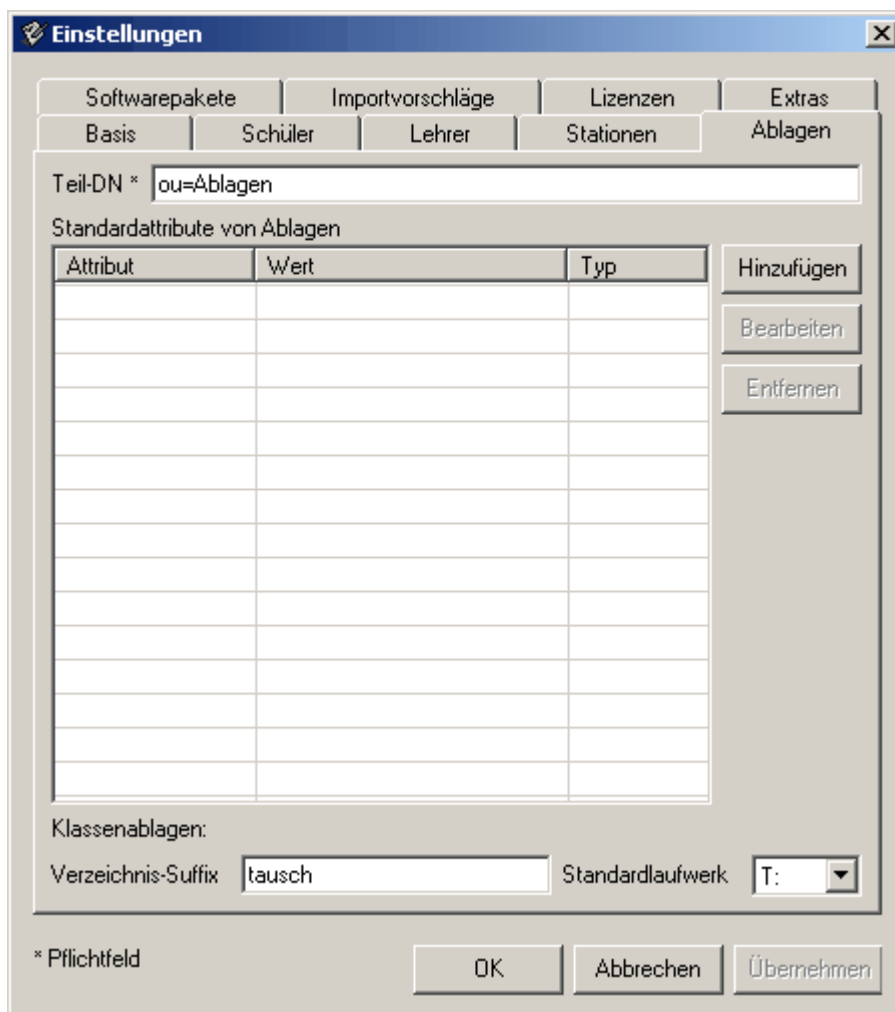 Einstellungen
Softwarepakete Importvorschläge Lizenzen Extras
Basis Schüler Lehrer Stationen Ablagen
Teil-DN * ou=Ablagen
Standardattribute von Ablagen
Attribut Wert Typ Hinzufügen
Bearbeiten
Entfernen
Klassenablagen:
Verzeichnis-Suffix tausch Standardlaufwerk T:
* Pflichtfeld OK Abbrechen Übernehmen